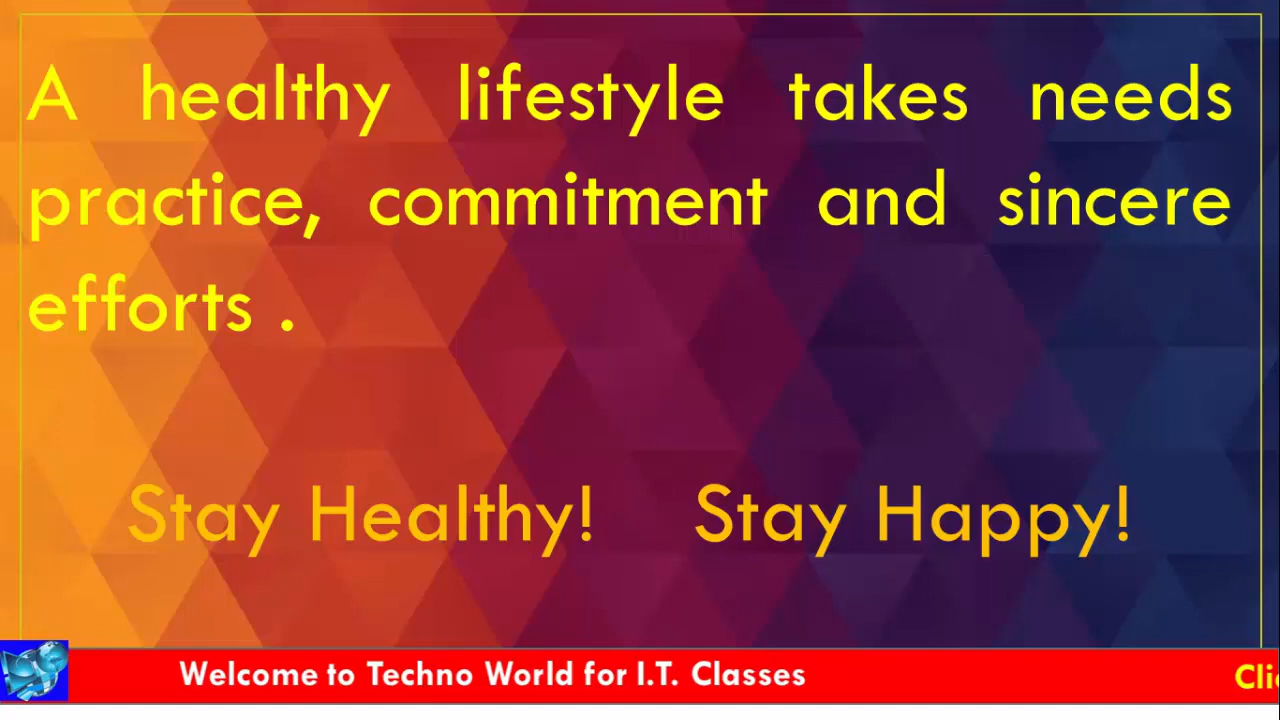 A healthy lifestyle takes needs
practice, commitment and sincere
efforts .
Stay Healthy! Stay Happy!
Welcome to Techno World for I.T. Classes